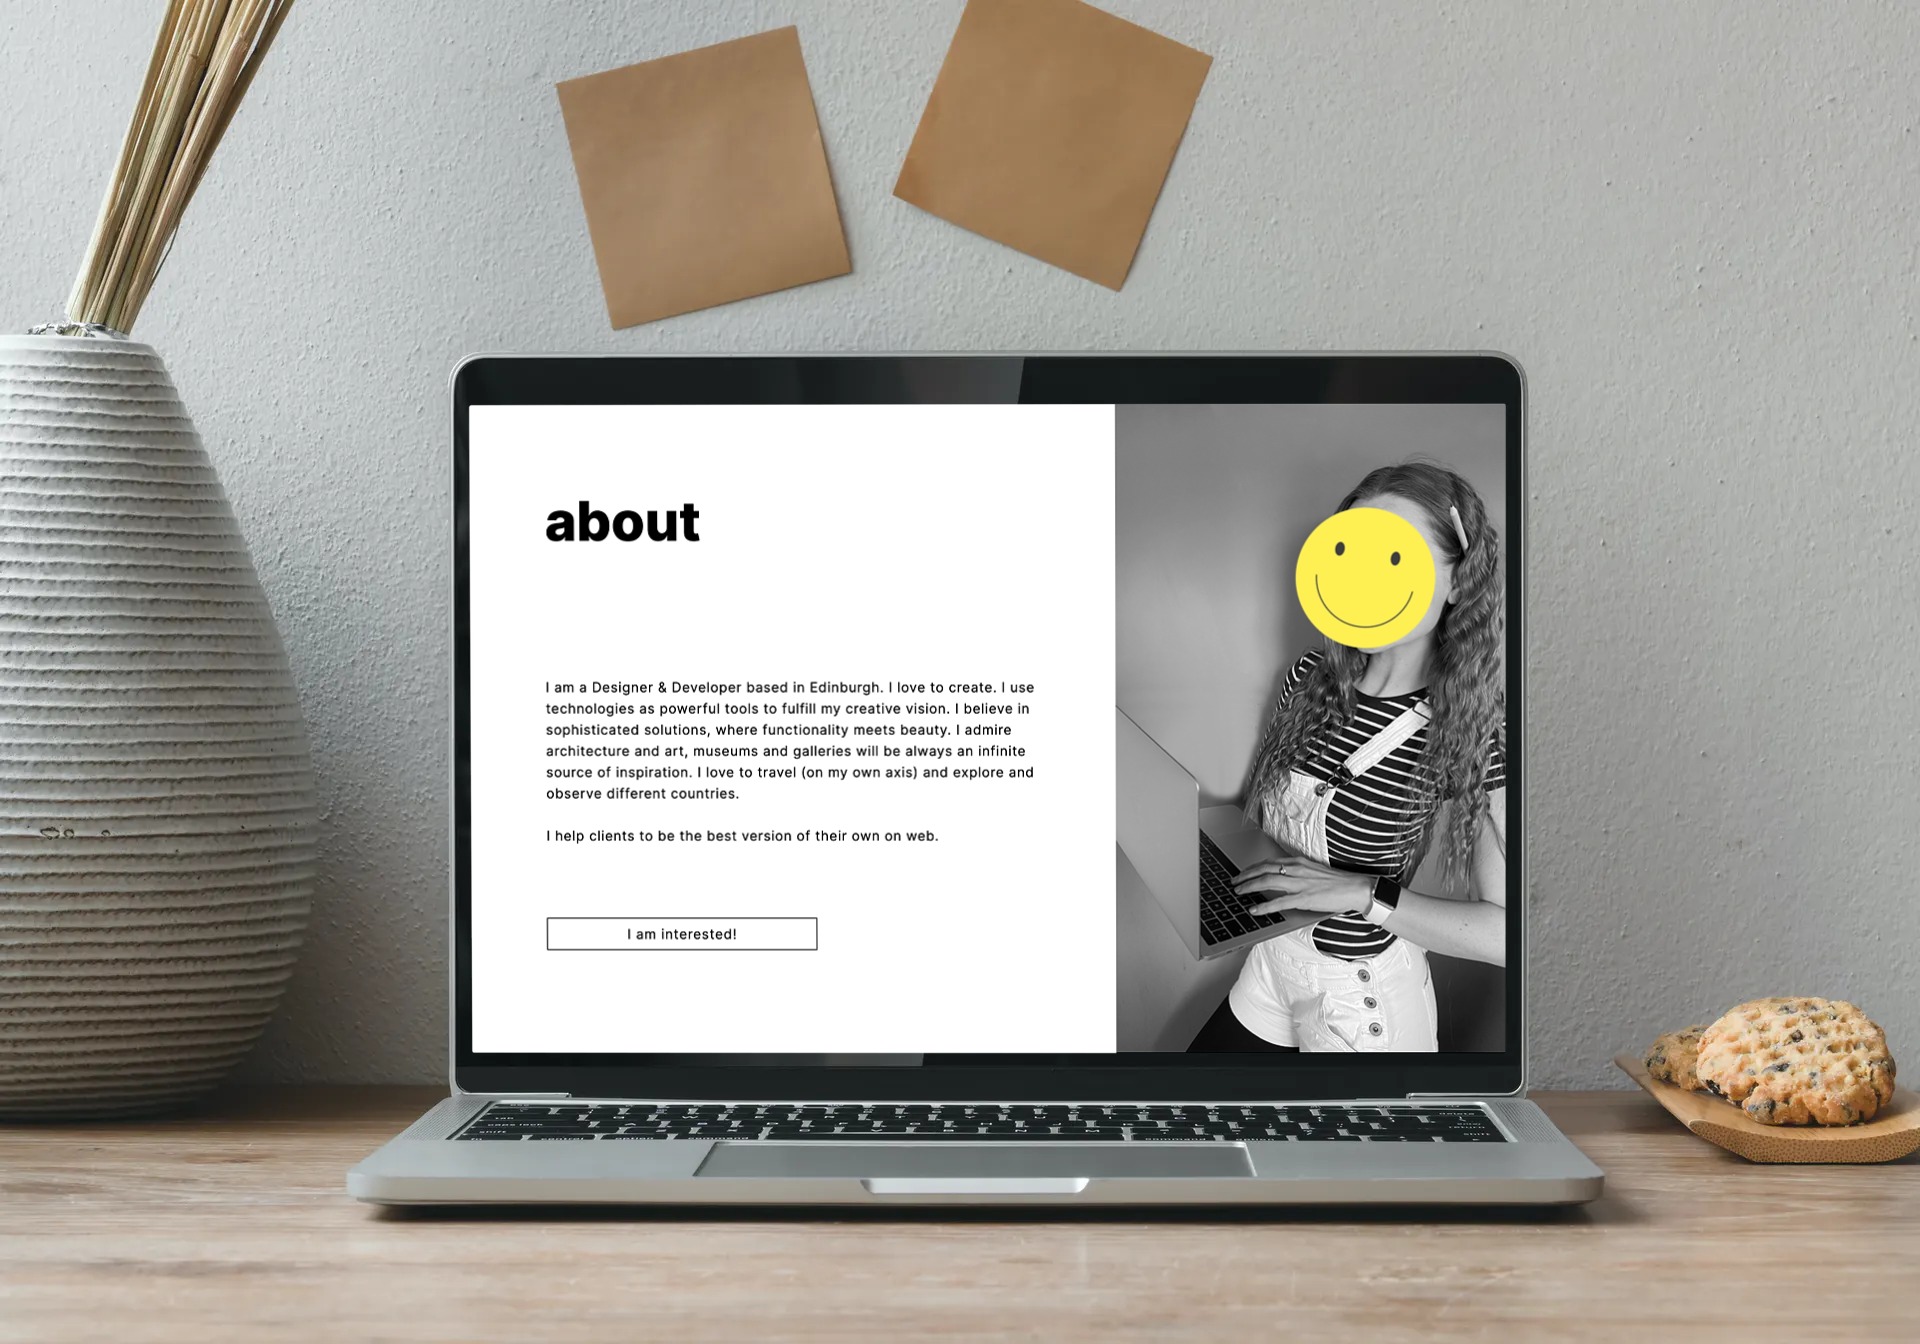 about
I am a Designer & Developer based in Edinburgh. I love to create. I use
technologies as powerful tools to fulfill my creative vision. I believe in
sophisticated solutions, where functionality meets beauty. I admire
architecture and art, museums and galleries will be always an infinite
source of inspiration. I love to travel (on my own axis) and explore and
observe different countries.
I help clients to be the best version of their own on web.
I am interested!